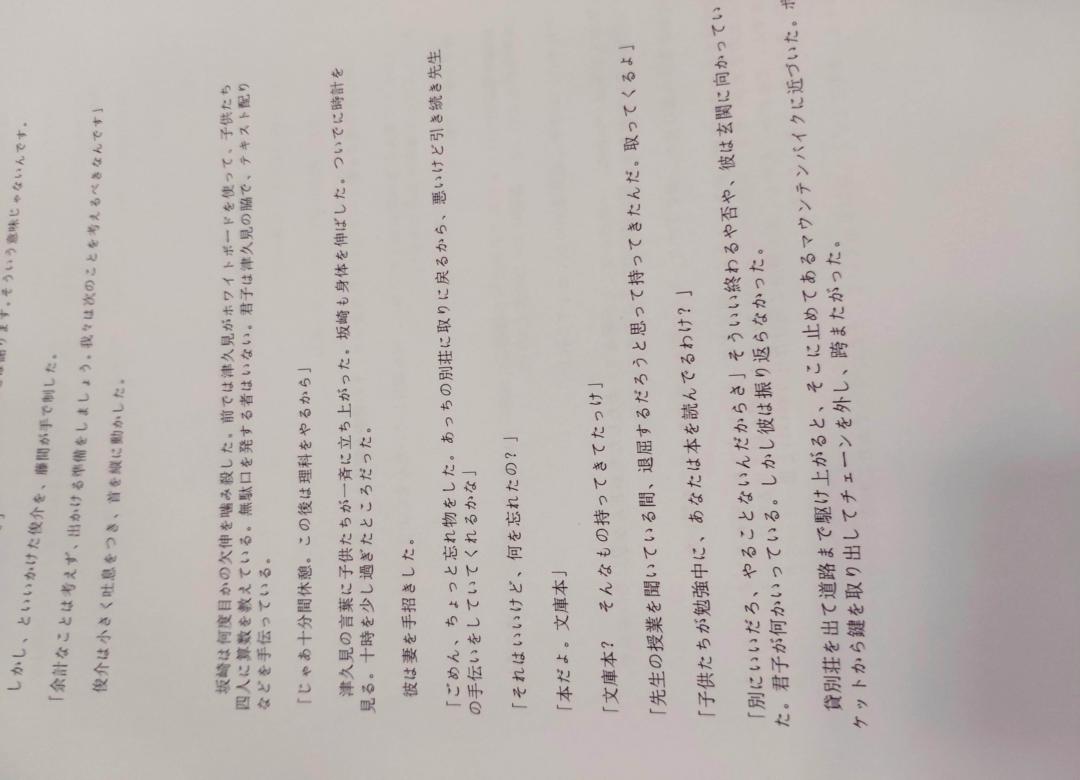 しかし、といいかけた俊介を、藤間が手で制した。
「余計なことは考えず、出かける準備をしましょう。我々は次のことを考えるべきなんです」
俊介は小さく吐息をつき、首を縦に動かした。
坂崎は何度目かの欠伸を噛み殺した。前では津久見がホワイトボードを使って、子供たち
四人に算数を教えている。無駄口を発する者はいない。君子は津久見の脇で、テキスト配り
などを手伝っている。
「じゃあ十分間休憩。この後は理科をやるから」
津久見の言葉に子供たちが一斉に立ち上がった。坂崎も身体を伸ばした。ついでに時計を
見る。十時を少し過ぎたところだった。
彼は妻を手招きした。
「ごめん、ちょっと忘れ物をした。あっちの別荘に取りに戻るから、悪いけど引き続き先生
の手伝いをしていてくれるかな」
「それはいいけど、何を忘れたの?」
「本だよ。文庫本」
「文庫本? そんなもの持ってきてたっけ」
「先生の授業を聞いている間、退屈するだろうと思って持ってきたんだ。取ってくるよ」
「子供たちが勉強中に、あなたは本を読んでるわけ?」
「別にいいだろ、やることないんだからさ」そういい終わるや否や、彼は玄関に向かってい
た。君子が何かいっている。しかし彼は振り返らなかった。
貸別荘を出て道路まで駆け上がると、そこに止めてあるマウンテンバイクに近づいた。ポ
ケットから鍵を取り出してチェーンを外し、跨またがった。